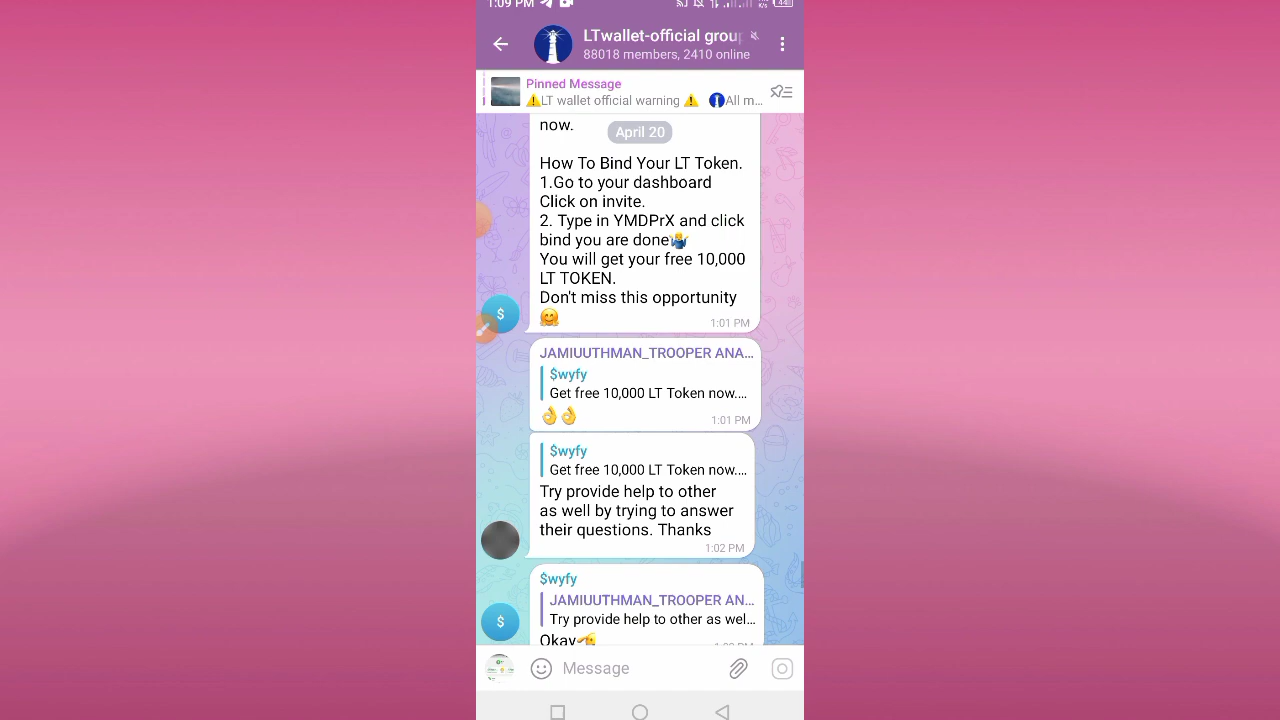 1:09 PM
LTwallet-official group
88018 members, 2410 online
Pinned Message
⚠️LT wallet official warning ⚠️ All m...
now.
April 20
How To Bind Your LT Token.
1.Go to your dashboard
Click on invite.
2. Type in YMDPrX and click
bind you are done🤷‍♂️
You will get your free 10,000
LT TOKEN.
Don't miss this opportunity
🤗
1:01 PM
$
JAMIUUTHMAN_TROOPER ANA...
$wyfy
Get free 10,000 LT Token now....
👌👌
1:01 PM
$wyfy
Get free 10,000 LT Token now....
Try provide help to other
as well by trying to answer
their questions. Thanks
1:02 PM
$wyfy
JAMIUUTHMAN_TROOPER AN...
Try provide help to other as wel...
$
Okay
Message